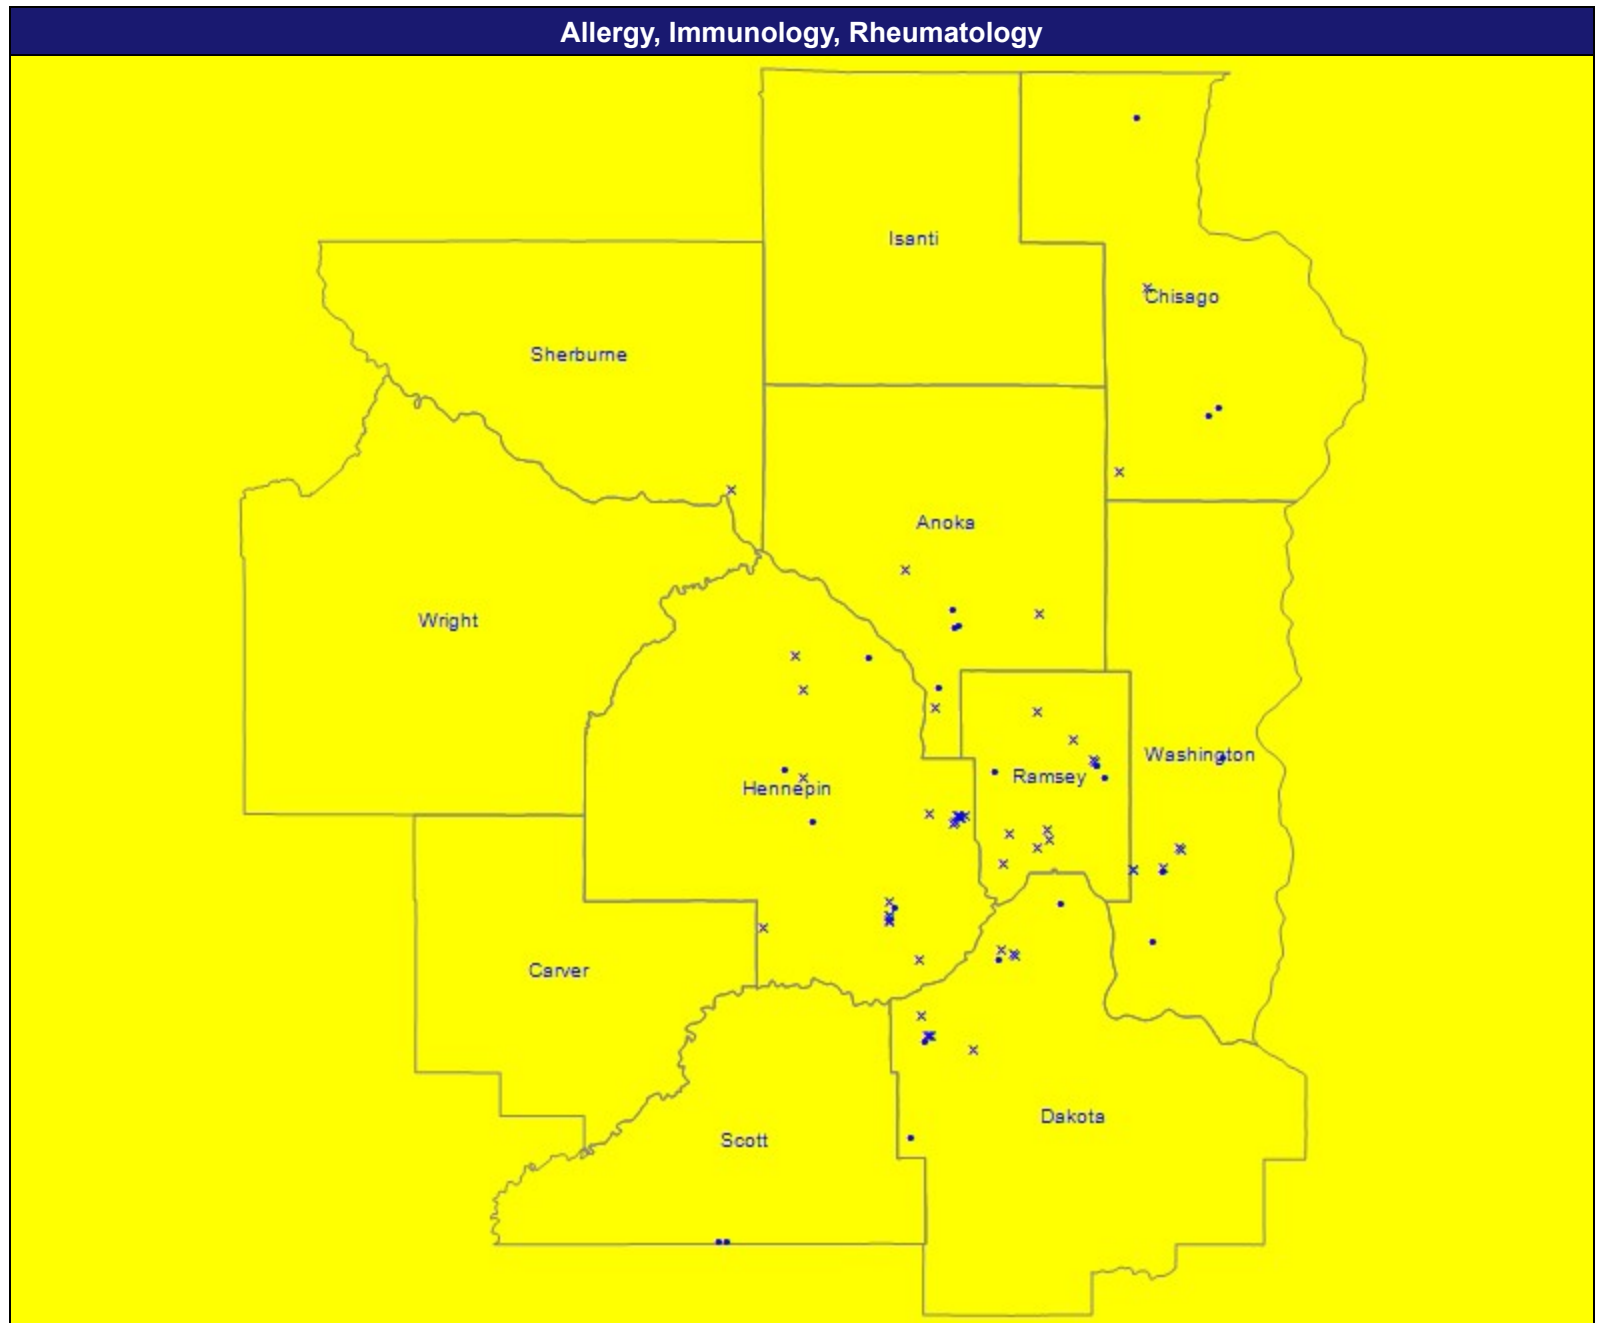 Allergy, Immunology, Rheumatology
Isanti
Chisago
Sherburne
Anoka
Wright
Washington
Ramsey
Hennepin
Carver
Dakota
Scott